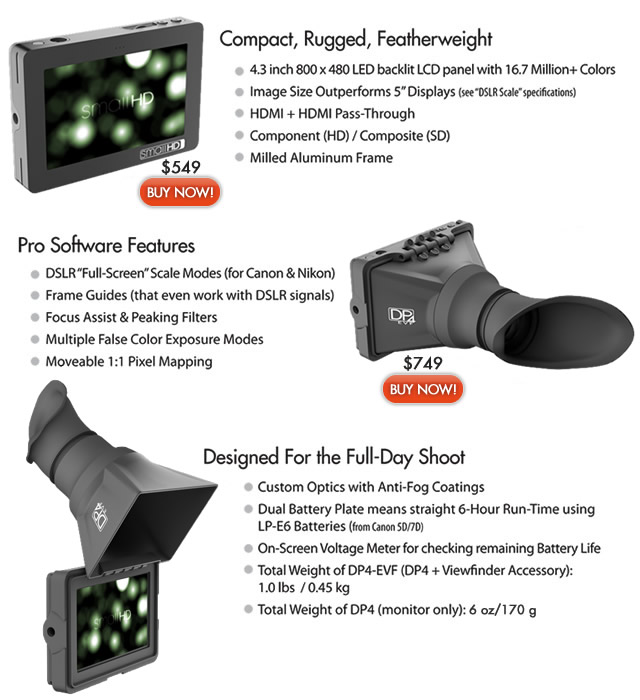 Compact, Rugged, Featherweight
4.3 inch 800 x 480 LED backlit LCD panel with 16.7 Million+ Colors
Image Size Outperforms 5" Displays (see "DSLR Scale" specifications)
HDMI + HDMI Pass-Through
Component (HD) / Composite (SD)
Milled Aluminum Frame
smallHD
smallHD
$549
BUY NOW!
Pro Software Features
DSLR "Full-Screen" Scale Modes (for Canon & Nikon)
Frame Guides (that even work with DSLR signals)
Focus Assist & Peaking Filters
Multiple False Color Exposure Modes
Moveable 1:1 Pixel Mapping
DP4
$749
BUY NOW!
Designed For the Full-Day Shoot
Custom Optics with Anti-Fog Coatings
Dual Battery Plate means straight 6-Hour Run-Time using
LP-E6 Batteries (from Canon 5D/7D)
On-Screen Voltage Meter for checking remaining Battery Life
Total Weight of DP4-EVF (DP4 + Viewfinder Accessory):
1.0 lbs / 0.45 kg
Total Weight of DP4 (monitor only): 6 oz/170 g
DP4
smallHD